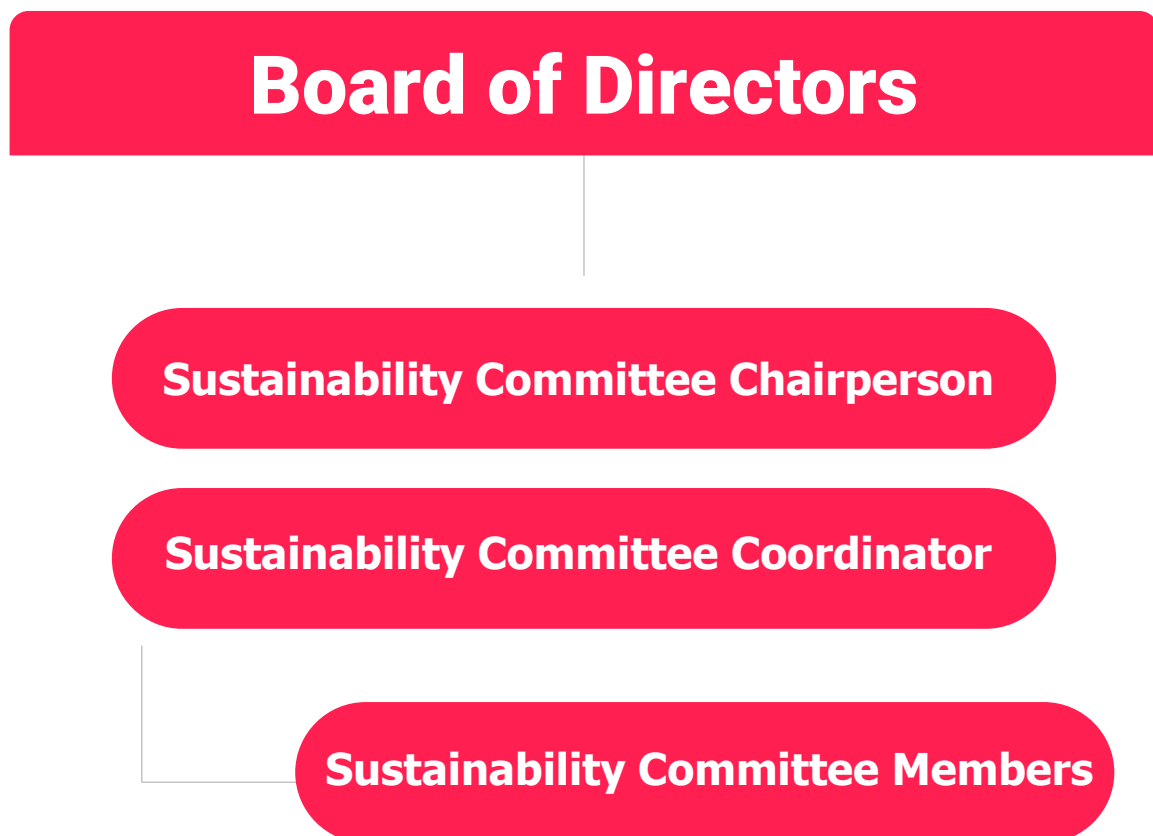 Board of Directors
Sustainability Committee Chairperson
Sustainability Committee Coordinator
Sustainability Committee Members